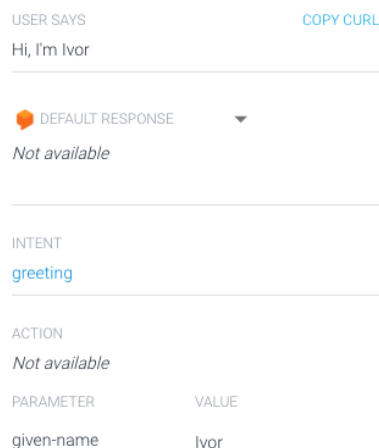 USER SAYS COPY CURL
Hi, I'm Ivor
DEFAULT RESPONSE
Not available
INTENT
greeting
ACTION
Not available
PARAMETER VALUE
given-name Ivor